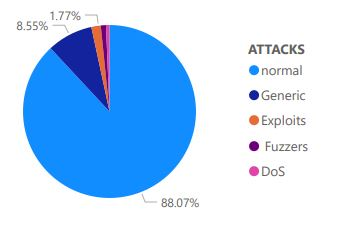 1.77%
8.55%
ATTACKS
normal
Generic
Exploits
Fuzzers
DoS
88.07%